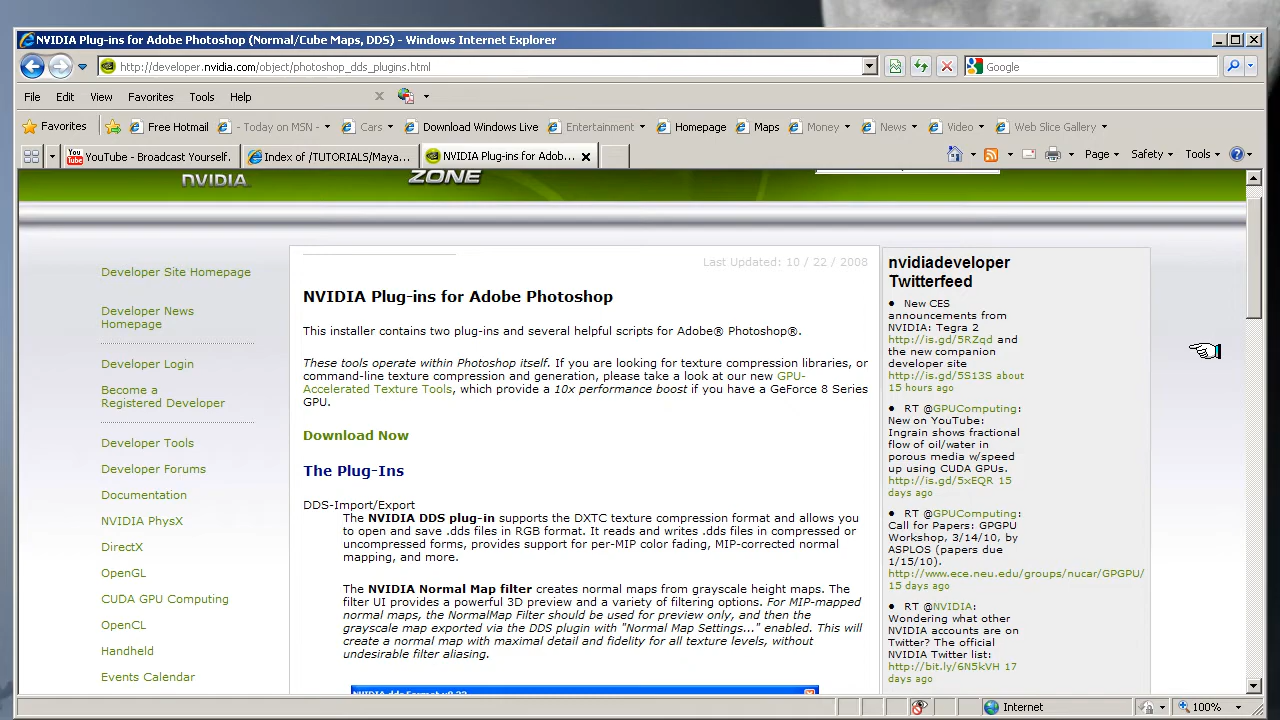 NVIDIA Plug-ins for Adobe Photoshop (Normal/Cube Maps, DDS) - Windows Internet Explorer
http://developer.nvidia.com/object/photoshop_dds_plugins.html
Google
File Edit View Favorites Tools Help
Favorites Free Hotmail - Today on MSN - Cars Download Windows Live Entertainment Homepage Maps Money News Video Web Slice Gallery
YouTube - Broadcast Yourself. Index of /TUTORIALS/Maya... NVIDIA Plug-ins for Adob... Page Safety Tools
NVIDIA ZONE
Developer Site Homepage
Developer News
Homepage
Developer Login
Become a
Registered Developer
Developer Tools
Developer Forums
Documentation
NVIDIA PhysX
DirectX
OpenGL
CUDA GPU Computing
OpenCL
Handheld
Events Calendar
Last Updated: 10 / 22 / 2008
NVIDIA Plug-ins for Adobe Photoshop
This installer contains two plug-ins and several helpful scripts for Adobe® Photoshop®.
These tools operate within Photoshop itself. If you are looking for texture compression libraries, or
command-line texture compression and generation, please take a look at our new GPU-
Accelerated Texture Tools, which provide a 10x performance boost if you have a GeForce 8 Series
GPU.
Download Now
The Plug-Ins
DDS-Import/Export
The NVIDIA DDS plug-in supports the DXTC texture compression format and allows you
to open and save .dds files in RGB format. It reads and writes .dds files in compressed or
uncompressed forms, provides support for per-MIP color fading, MIP-corrected normal
mapping, and more.
The NVIDIA Normal Map filter creates normal maps from grayscale height maps. The
filter UI provides a powerful 3D preview and a variety of filtering options. For MIP-mapped
normal maps, the NormalMap Filter should be used for preview only, and then the
grayscale map exported via the DDS plugin with "Normal Map Settings..." enabled. This will
create a normal map with maximal detail and fidelity for all texture levels, without
undesirable filter aliasing.
nvidiadeveloper
Twitterfeed
• New CES
announcements from
NVIDIA: Tegra 2
http://is.gd/5RZqd and
the new companion
developer site
http://is.gd/5S13S about
15 hours ago
• RT @GPUComputing:
New on YouTube:
Ingrain shows fractional
flow of oil/water in
porous media w/speed
up using CUDA GPUs.
http://is.gd/5xEQR 15
days ago
• RT @GPUComputing:
Call for Papers: GPGPU
Workshop, 3/14/10, by
ASPLOS (papers due
1/15/10).
http://www.ece.neu.edu/groups/nucar/GPGPU/
15 days ago
• RT @NVIDIA:
Wondering what other
NVIDIA accounts are on
Twitter? The official
NVIDIA Twitter list:
http://bit.ly/6N5kVH 17
days ago
Internet 100%